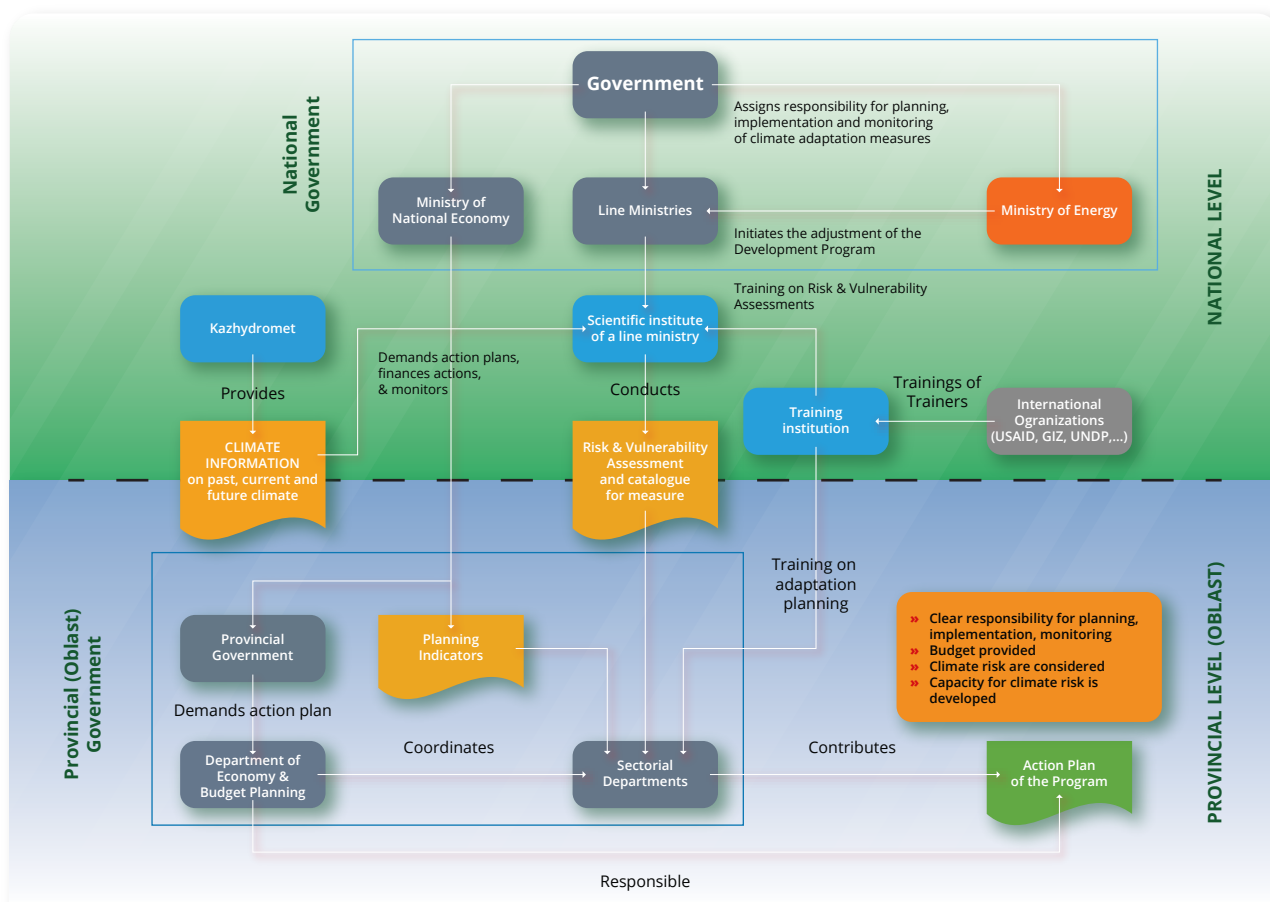 Government
Assigns responsibility for planning,
implementation and monitoring
of climate adaptation measures
National
Government
Ministry of
National Economy
Line Ministries
Ministry of Energy
Initiates the adjustment of the
Development Program
NATIONAL LEVEL
Training on Risk & Vulnerability
Assessments
Kazhydromet
Scientific institute
of a line ministry
Demands action plans,
finances actions,
& monitors
Provides
Conducts
Trainings of
Trainers
Training
institution
International
Ogranizations
(USAID, GIZ, UNDP,...)
CLIMATE
INFORMATION
on past, current and
future climate
Risk & Vulnerability
Assessment
and catalogue
for measure
Training on
adaptation
planning
Provincial (Oblast)
Government
Provincial
Government
Planning
Indicators
» Clear responsibility for planning,
implementation, monitoring
» Budget provided
» Climate risk are considered
» Capacity for climate risk is
developed
PROVINCIAL LEVEL (OBLAST)
Demands action plan
Department of
Economy &
Budget Planning
Coordinates
Sectorial
Departments
Contributes
Action Plan
of the Program
Responsible